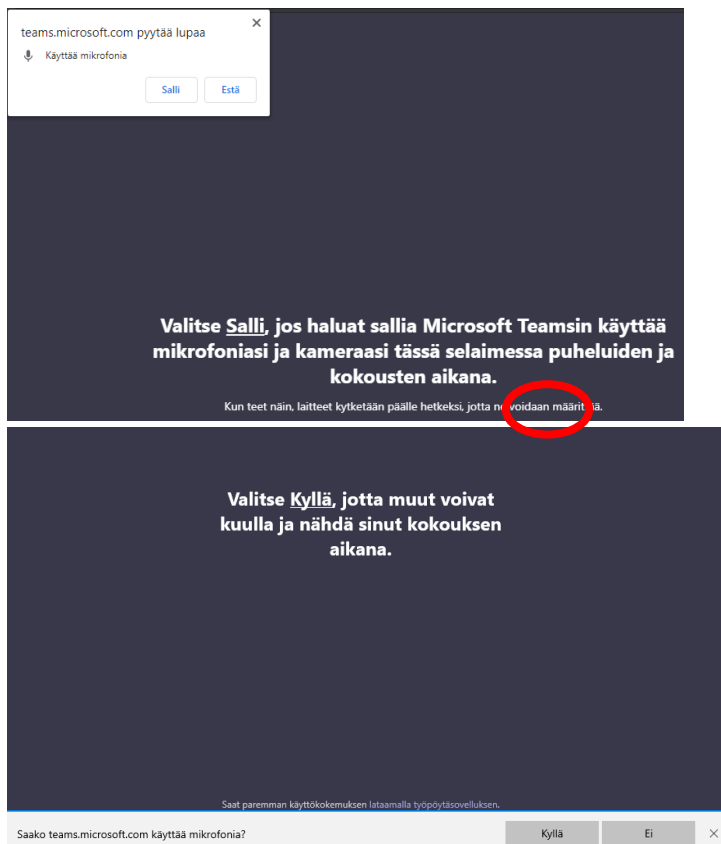 teams.microsoft.com pyytää lupaa
Käyttää mikrofonia
Salli Estä
Valitse Salli, jos haluat sallia Microsoft Teamsin käyttää
mikrofoniasi ja kameraasi tässä selaimessa puheluiden ja
kokousten aikana.
Kun teet näin, laitteet kytketään päälle hetkeksi, jotta voidaan
Valitse Kyllä, jotta muut voivat
kuulla ja nähdä sinut kokouksen
aikana.
Saat paremman käyttökokemuksen lataamalla työpöytäsovelluksen.
Saako teams.microsoft.com käyttää mikrofonia? Kyllä Ei